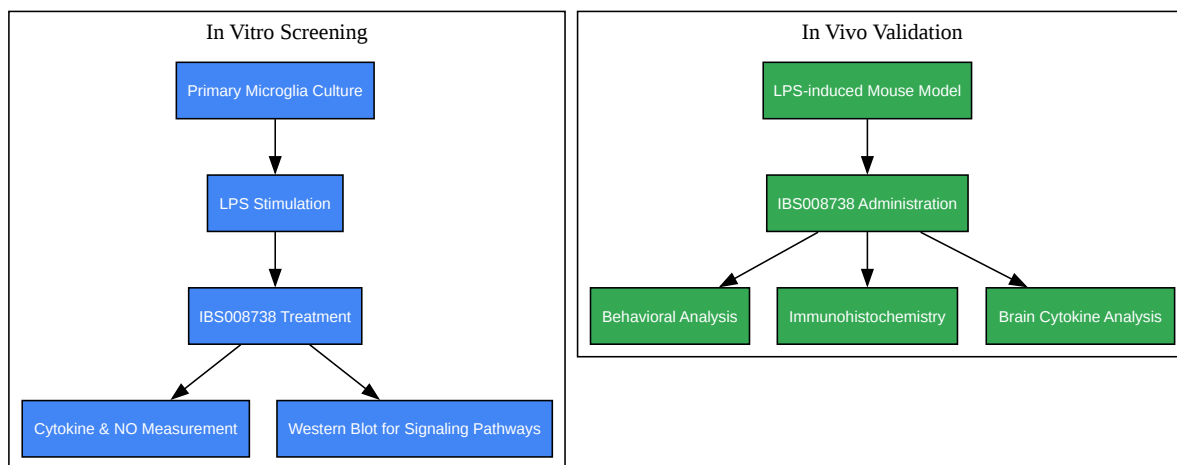 In Vitro Screening
Primary Microglia Culture
LPS Stimulation
IBS008738 Treatment
Cytokine & NO Measurement
Western Blot for Signaling Pathways
In Vivo Validation
LPS-induced Mouse Model
IBS008738 Administration
Behavioral Analysis
Immunohistochemistry
Brain Cytokine Analysis